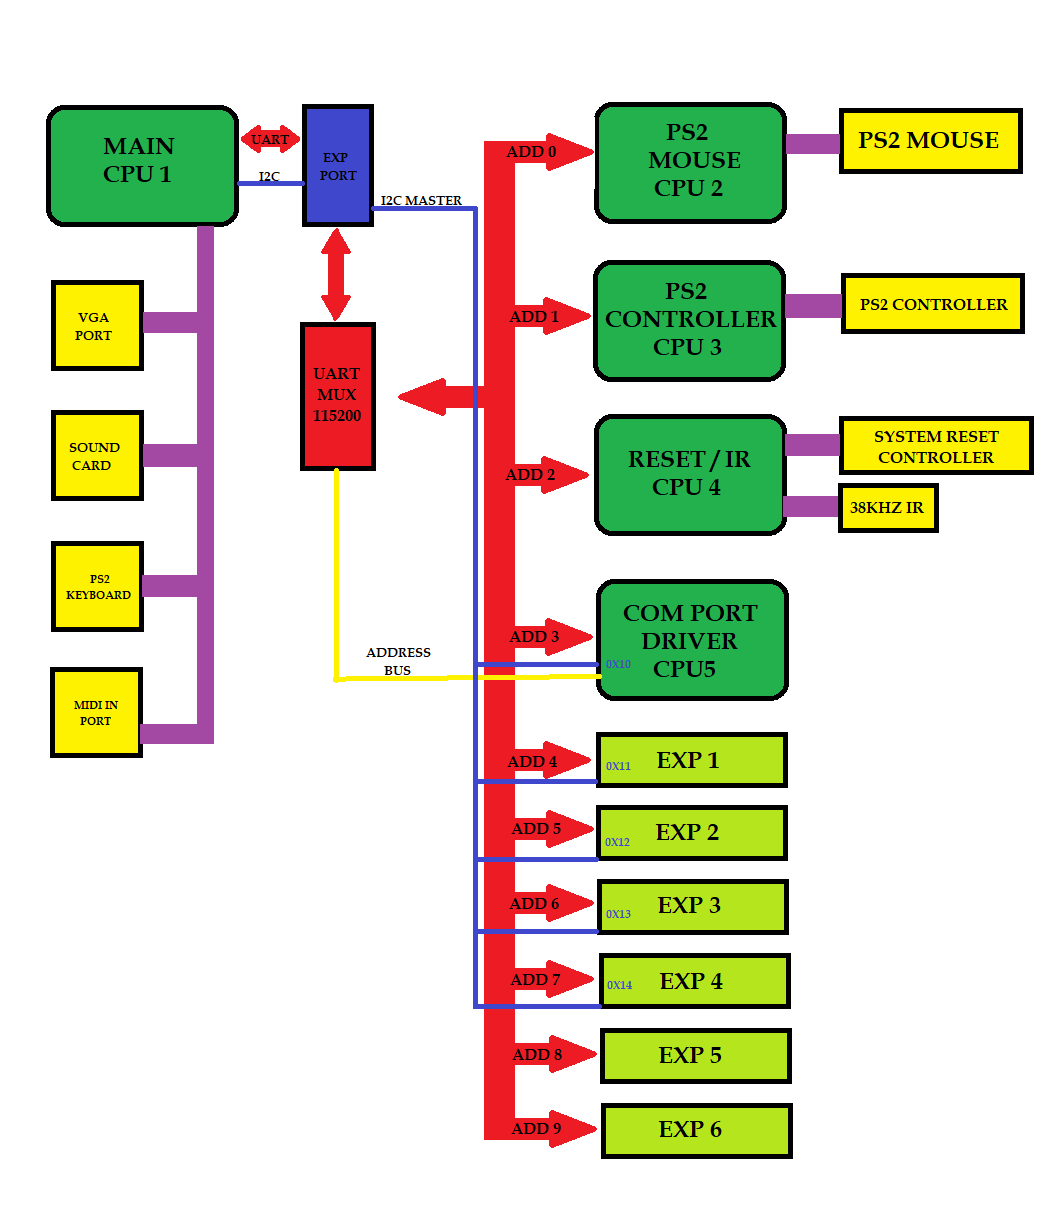 MAIN
CPU 1
UART
I2C
EXP
PORT
I2C MASTER
VGA
PORT
SOUND
CARD
PS2
KEYBOARD
MIDI IN
PORT
UART
MUX
115200
ADDRESS
BUS
ADD 0
PS2
MOUSE
CPU 2
PS2 MOUSE
ADD 1
PS2
CONTROLLER
CPU 3
PS2 CONTROLLER
ADD 2
RESET / IR
CPU 4
SYSTEM RESET
CONTROLLER
38KHZ IR
ADD 3
COM PORT
DRIVER
CPU5
0X10
ADD 4
0X11
EXP 1
ADD 5
0X12
EXP 2
ADD 6
0X13
EXP 3
ADD 7
0X14
EXP 4
ADD 8
EXP 5
ADD 9
EXP 6